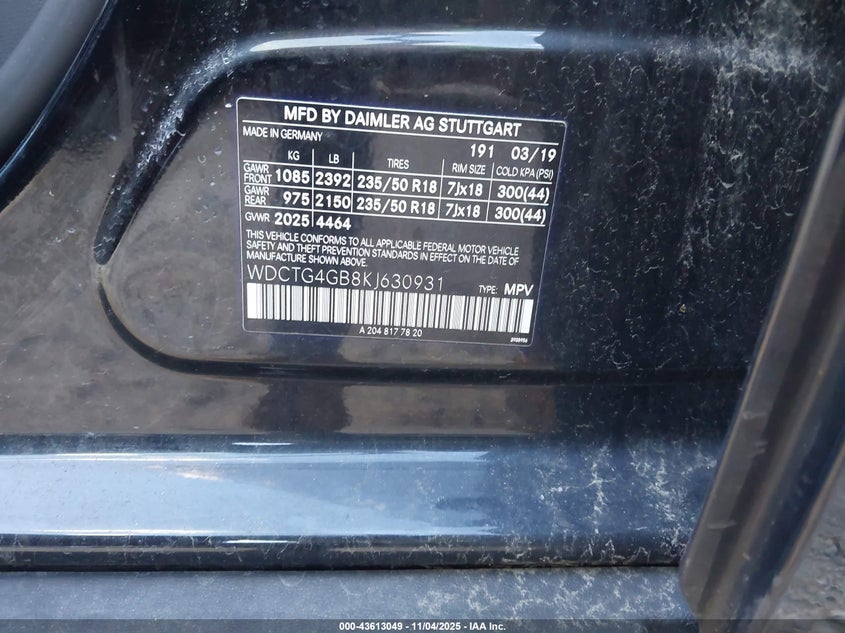 MFD BY DAIMLER AG STUTTGART
MADE IN GERMANY
191 03/19
KG LB TIRES RIM SIZE COLD KPA(PSI)
GAWR FRONT 1085 2392 235/50 R18 7Jx18 300(44)
GAWR REAR 975 2150 235/50 R18 7Jx18 300(44)
GVWR 2025 4464
THIS VEHICLE CONFORMS TO ALL APPLICABLE FEDERAL MOTOR VEHICLE
SAFETY AND THEFT PREVENTION STANDARDS IN EFFECT ON THE DATE OF
MANUFACTURE SHOWN ABOVE.
WDCTG4GB8KJ630931 TYPE: MPV
A 204 817 78 20
000-43613049 - 11/04/2025 - IAA Inc.